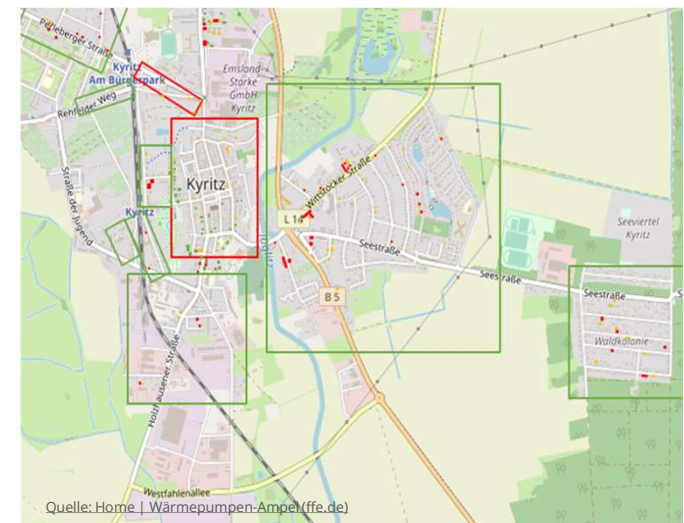 Perleberger Straße
Kyritz
Am Bürgerpark
Emsland-
Stärke
GmbH
Kyritz
Rehfelder Weg
Wittstocker Straße
Kyritz
Straße der Jugend
Kyritz
L 14
Seestraße
Seestraße
Seeviertel
Kyritz
Seestraße
B 5
Waldkolonie
Holzhausener Straße
Westfahlenallee
Quelle: Home | Wärmepumpen-Ampel (ffe.de)